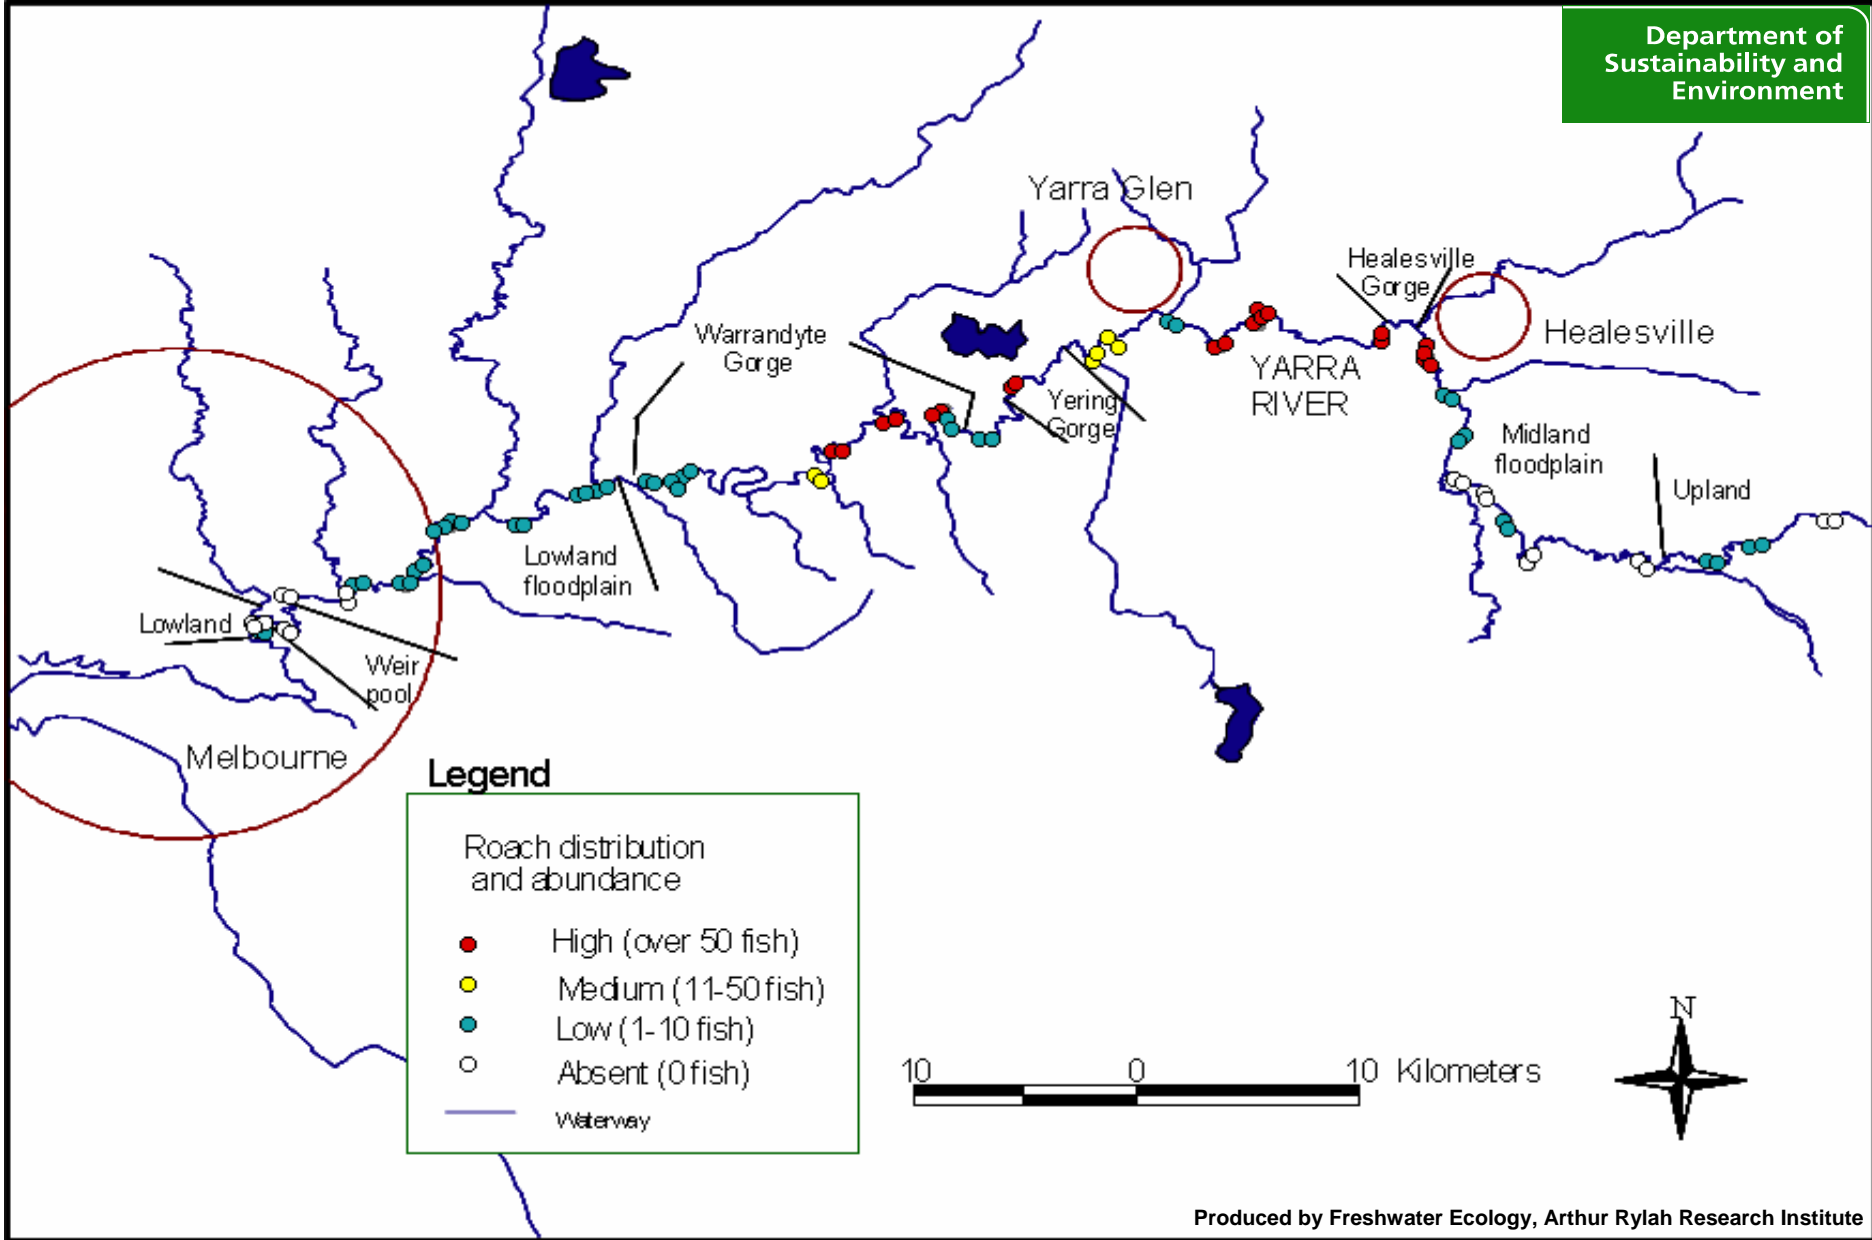 Department of
Sustainability and
Environment
Yarra Glen
Healesville
Gorge
Healesville
Warrandyte
Gorge
YARRA
RIVER
Yering
Gorge
Midland
floodplain
Upland
Lowland
floodplain
Lowland
Weir
pool
Melbourne
Legend
Roach distribution
and abundance
High (over 50 fish)
Medium (11-50 fish)
Low (1-10 fish)
Absent (0 fish)
Waterway
10 0 10 Kilometers
N
Produced by Freshwater Ecology, Arthur Rylah Research Institute